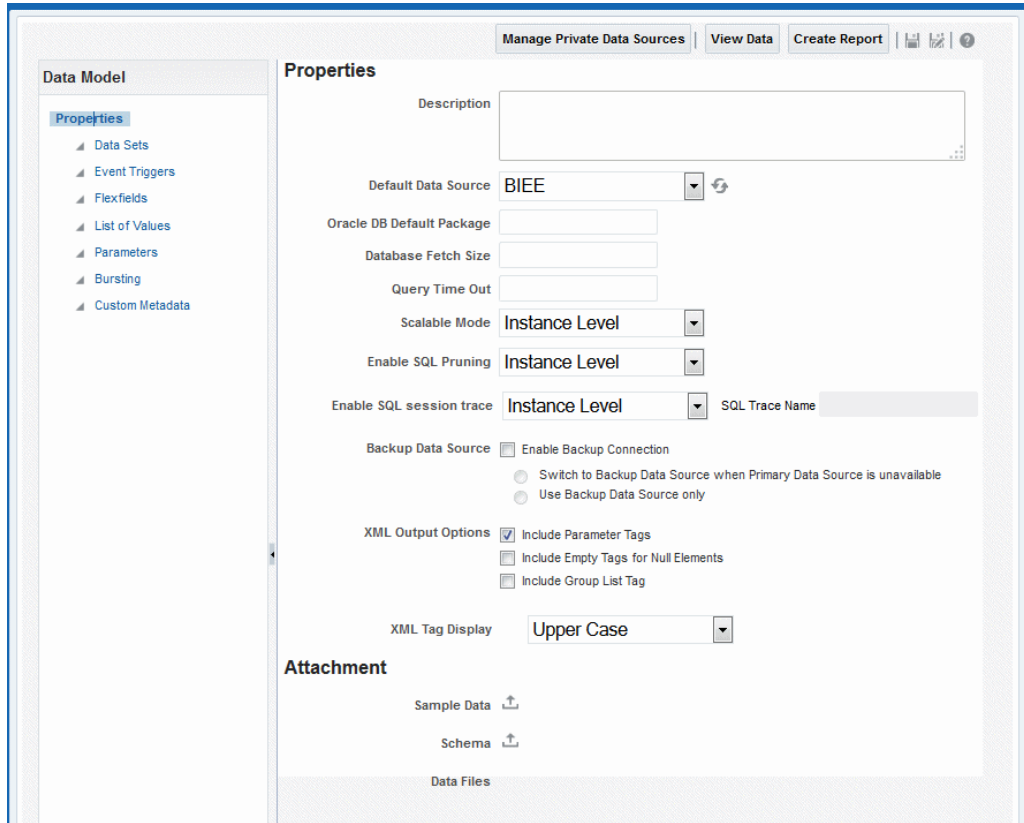 Manage Private Data Sources View Data Create Report
Data Model
Properties
Data Sets
Event Triggers
Flexfields
List of Values
Parameters
Bursting
Custom Metadata
Properties
Description
Default Data Source BIEE
Oracle DB Default Package
Database Fetch Size
Query Time Out
Scalable Mode Instance Level
Enable SQL Pruning Instance Level
Enable SQL session trace Instance Level SQL Trace Name
Backup Data Source Enable Backup Connection
Switch to Backup Data Source when Primary Data Source is unavailable
Use Backup Data Source only
XML Output Options Include Parameter Tags
Include Empty Tags for Null Elements
Include Group List Tag
XML Tag Display Upper Case
Attachment
Sample Data
Schema
Data Files